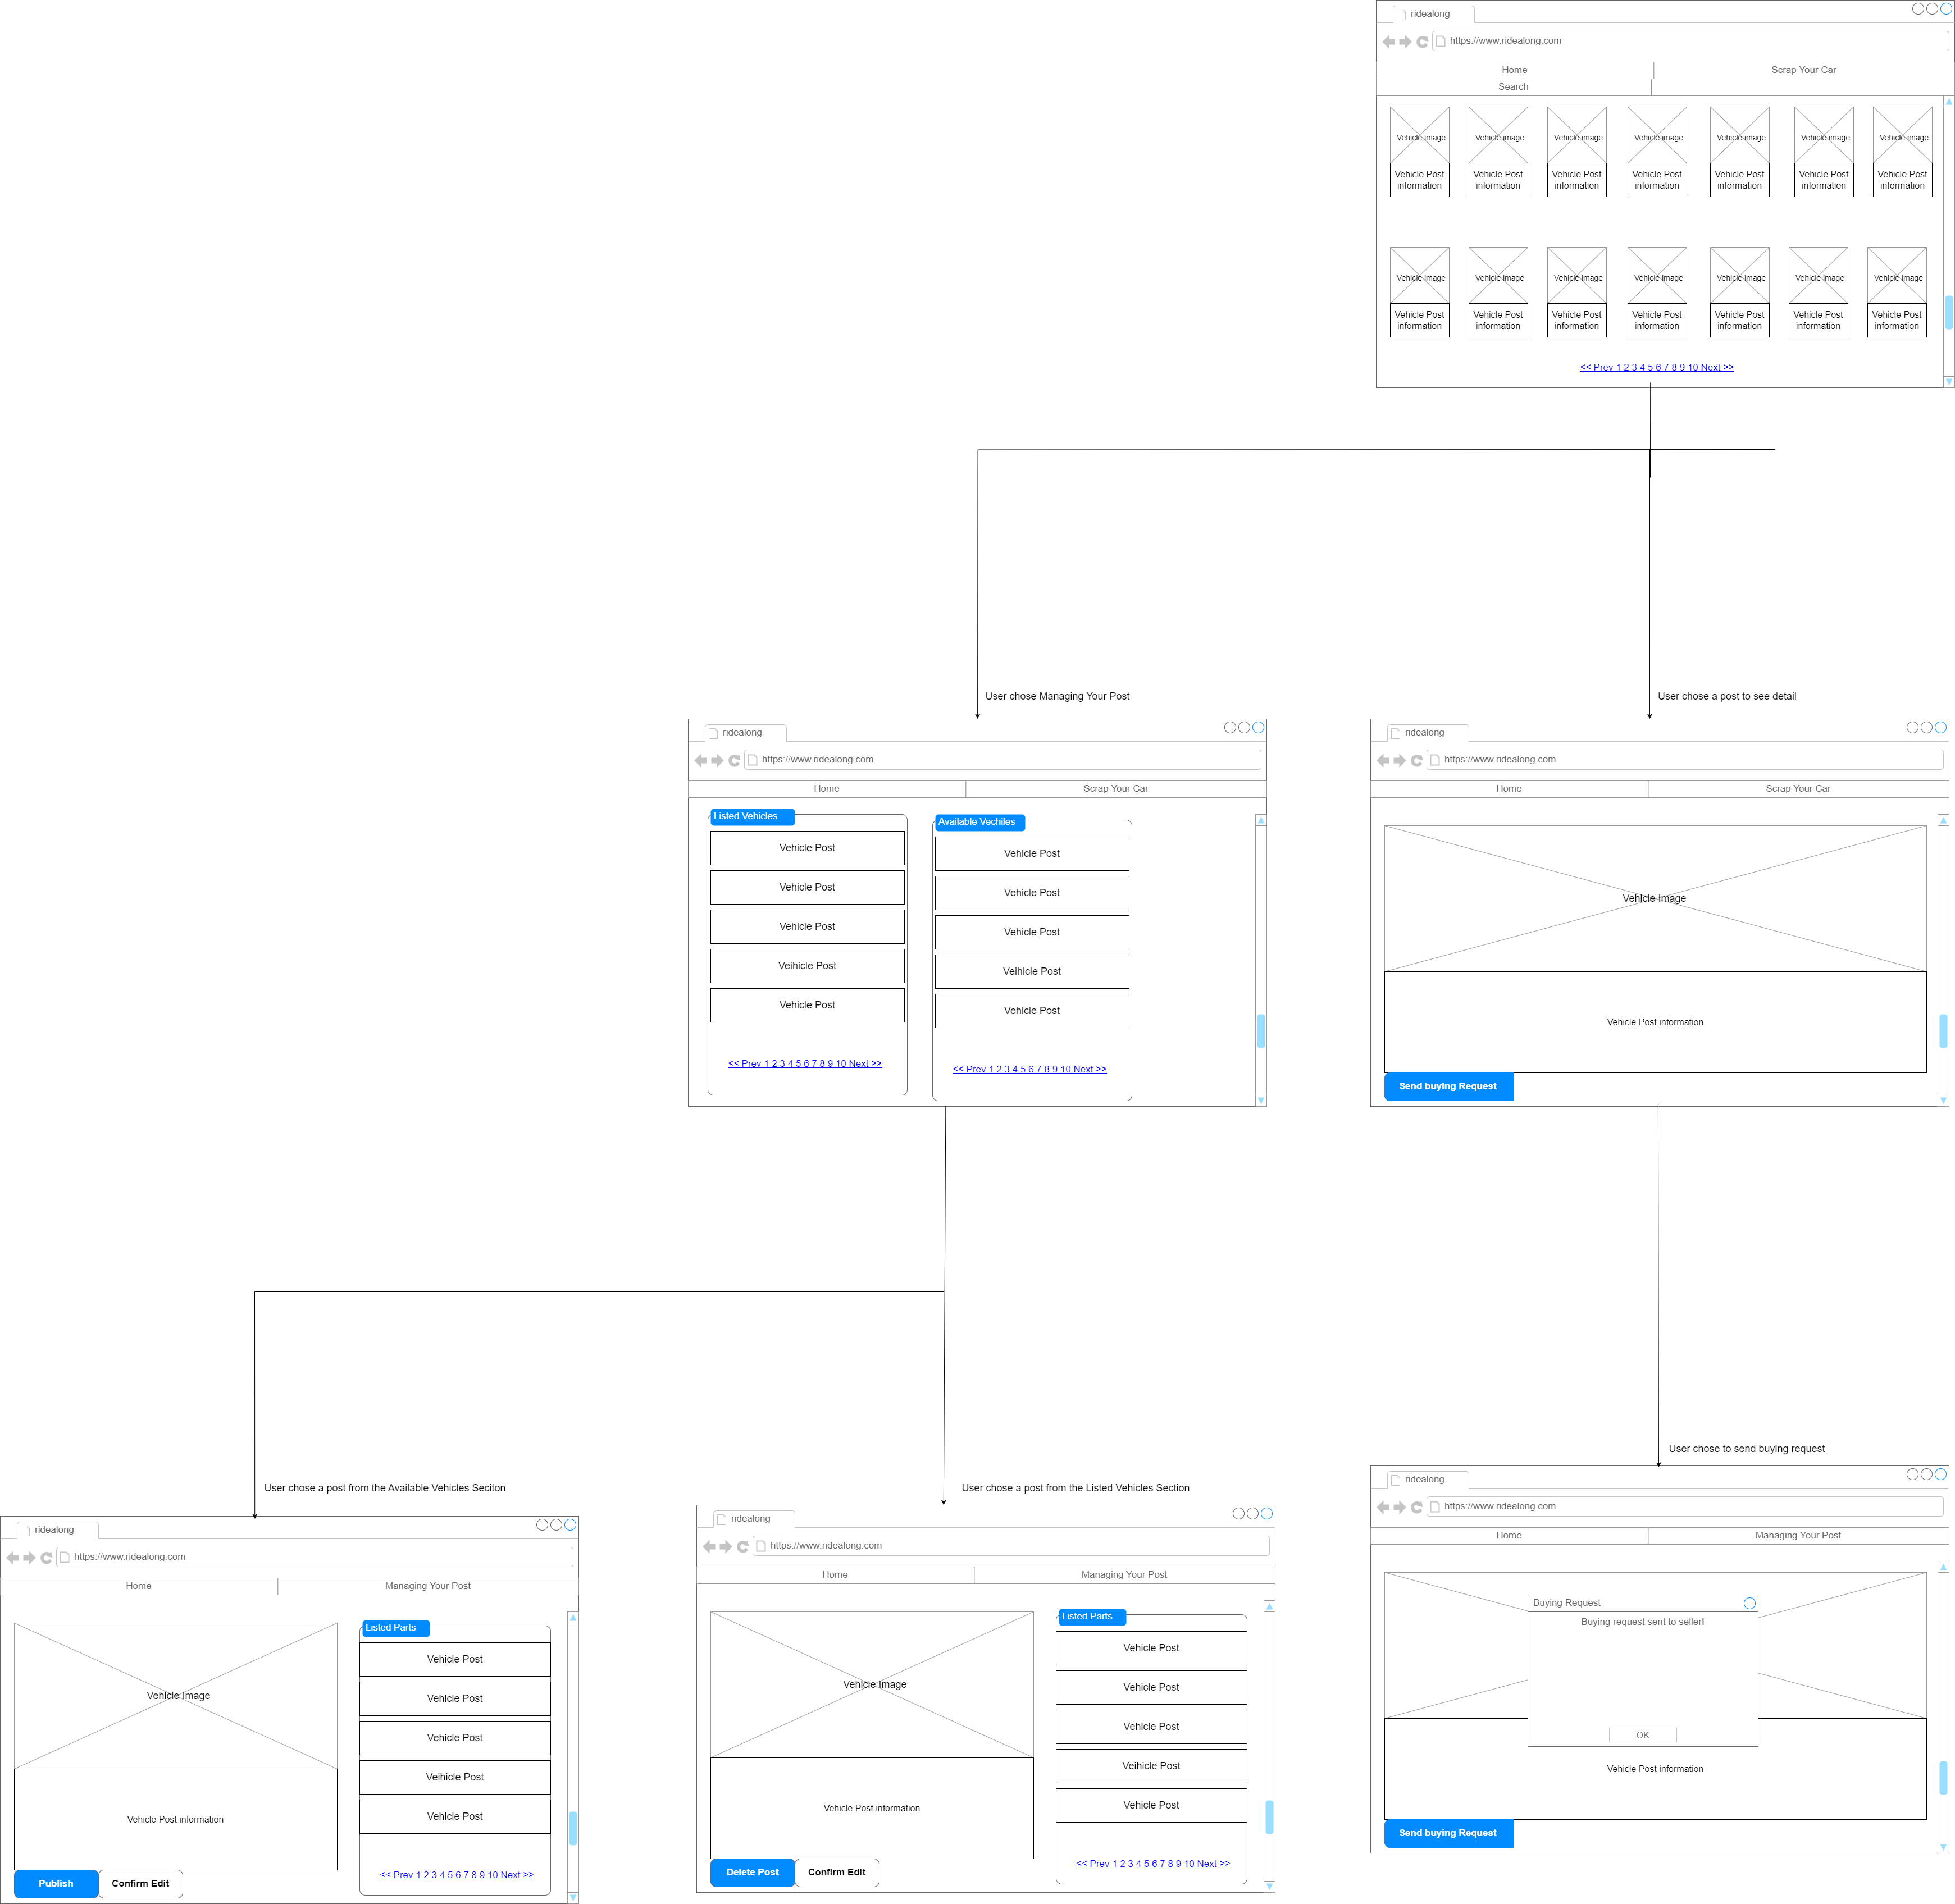 ridealong
https://www.ridealong.com
Home
Scrap Your Car
Search
Vehicle image
Vehicle image
Vehicle image
Vehicle image
Vehicle image
Vehicle image
Vehicle image
Vehicle Post
information
Vehicle Post
information
Vehicle Post
information
Vehicle Post
information
Vehicle Post
information
Vehicle Post
information
Vehicle Post
information
Vehicle image
Vehicle image
Vehicle image
Vehicle image
Vehicle image
Vehicle image
Vehicle image
Vehicle Post
information
Vehicle Post
information
Vehicle Post
information
Vehicle Post
information
Vehicle Post
information
Vehicle Post
information
Vehicle Post
information
<< Prev 1 2 3 4 5 6 7 8 9 10 Next >>
User chose Managing Your Post
ridealong
https://www.ridealong.com
Home
Scrap Your Car
Listed Vehicles
Vehicle Post
Vehicle Post
Vehicle Post
Veihicle Post
Vehicle Post
<< Prev 1 2 3 4 5 6 7 8 9 10 Next >>
Available Vechiles
Vehicle Post
Vehicle Post
Vehicle Post
Veihicle Post
Vehicle Post
<< Prev 1 2 3 4 5 6 7 8 9 10 Next >>
User chose a post to see detail
ridealong
https://www.ridealong.com
Home
Scrap Your Car
Vehicle Image
Vehicle Post information
Send buying Request
User chose a post from the Available Vehicles Seciton
ridealong
https://www.ridealong.com
Home
Managing Your Post
Vehicle Image
Vehicle Post information
Publish
Confirm Edit
Listed Parts
Vehicle Post
Vehicle Post
Vehicle Post
Veihicle Post
Vehicle Post
<< Prev 1 2 3 4 5 6 7 8 9 10 Next >>
User chose a post from the Listed Vehicles Section
ridealong
https://www.ridealong.com
Home
Managing Your Post
Vehicle Image
Vehicle Post information
Delete Post
Confirm Edit
Listed Parts
Vehicle Post
Vehicle Post
Vehicle Post
Veihicle Post
Vehicle Post
<< Prev 1 2 3 4 5 6 7 8 9 10 Next >>
User chose to send buying request
ridealong
https://www.ridealong.com
Home
Managing Your Post
Buying Request
Buying request sent to seller!
OK
Vehicle Post information
Send buying Request